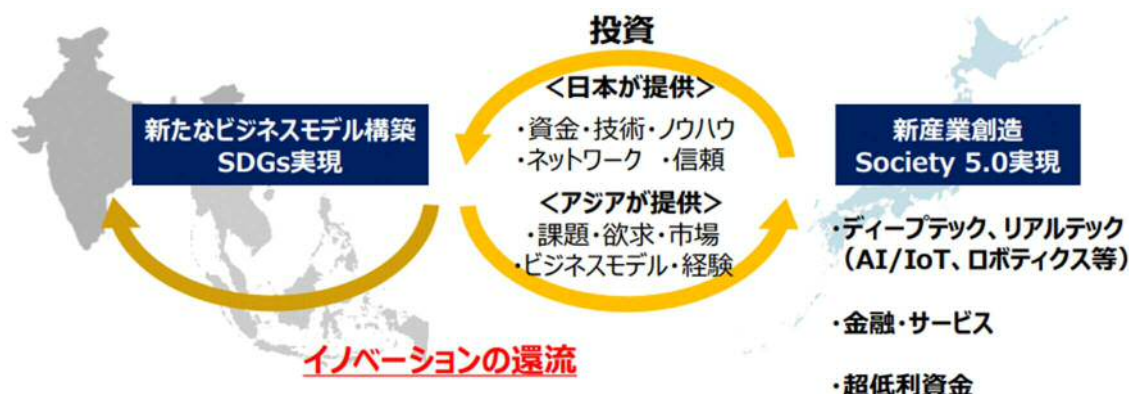 投資
<日本が提供>
・資金・技術・ノウハウ
・ネットワーク ・信頼
新たなビジネスモデル構築
SDGs実現
新産業創造
Society 5.0実現
<アジアが提供>
・課題・欲求・市場
・ビジネスモデル・経験
・ディープテック、リアルテック
（AI/IoT、ロボティクス等）
・金融・サービス
・超低利資金
イノベーションの還流